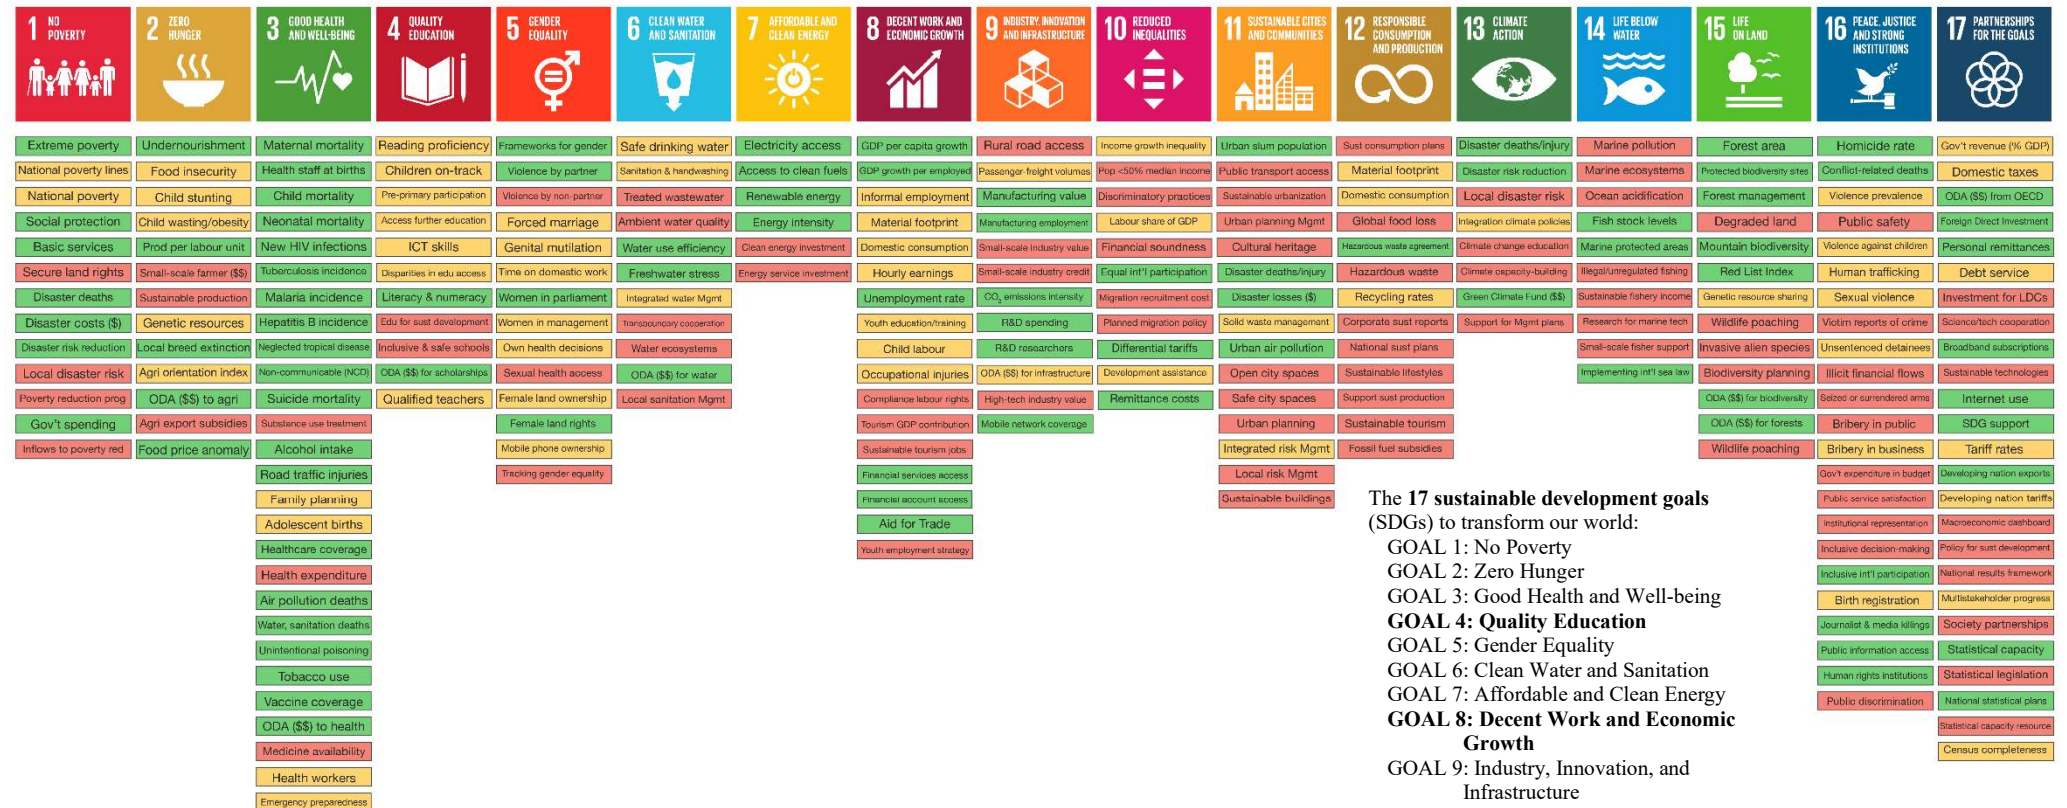 1 NO
POVERTY
2 ZERO
HUNGER
3 GOOD HEALTH
AND WELL-BEING
4 QUALITY
EDUCATION
5 GENDER
EQUALITY
6 CLEAN WATER
AND SANITATION
7 AFFORDABLE AND
CLEAN ENERGY
8 DECENT WORK AND
ECONOMIC GROWTH
9 INDUSTRY, INNOVATION
AND INFRASTRUCTURE
10 REDUCED
INEQUALITIES
11 SUSTAINABLE CITIES
AND COMMUNITIES
12 RESPONSIBLE
CONSUMPTION
AND PRODUCTION
13 CLIMATE
ACTION
14 LIFE BELOW
WATER
15 LIFE
ON LAND
16 PEACE, JUSTICE
AND STRONG
INSTITUTIONS
17 PARTNERSHIPS
FOR THE GOALS
Extreme poverty
National poverty lines
National poverty
Social protection
Basic services
Secure land rights
Disaster deaths
Disaster costs ($)
Disaster risk reduction
Local disaster risk
Poverty reduction prog
Gov't spending
Inflows to poverty red
Undernourishment
Food insecurity
Child stunting
Child wasting/obesity
Prod per labour unit
Small-scale farmer ($$)
Sustainable production
Genetic resources
Local breed extinction
Agri orientation index
ODA ($$) to agri
Agri export subsidies
Food price anomaly
Maternal mortality
Health staff at births
Child mortality
Neonatal mortality
New HIV infections
Tuberculosis incidence
Malaria incidence
Hepatitis B incidence
Neglected tropical disease
Non-communicable (NCD)
Suicide mortality
Substance use treatment
Alcohol intake
Road traffic injuries
Family planning
Adolescent births
Healthcare coverage
Health expenditure
Air pollution deaths
Water, sanitation deaths
Unintentional poisoning
Tobacco use
Vaccine coverage
ODA ($$) to health
Medicine availability
Health workers
Emergency preparedness
Reading proficiency
Children on-track
Pre-primary participation
Access further education
ICT skills
Disparities in edu access
Literacy & numeracy
Edu for sust development
Inclusive & safe schools
ODA ($$) for scholarships
Qualified teachers
Frameworks for gender
Violence by partner
Violence by non-partner
Forced marriage
Genital mutilation
Time on domestic work
Women in parliament
Women in management
Own health decisions
Sexual health access
Female land ownership
Female land rights
Mobile phone ownership
Tracking gender equality
Safe drinking water
Sanitation & handwashing
Treated wastewater
Ambient water quality
Water use efficiency
Freshwater stress
Integrated water Mgmt
Transboundary cooperation
Water ecosystems
ODA ($$) for water
Local sanitation Mgmt
Electricity access
Access to clean fuels
Renewable energy
Energy intensity
Clean energy investment
Energy service investment
GDP per capita growth
GDP growth per employed
Informal employment
Material footprint
Domestic consumption
Hourly earnings
Unemployment rate
Youth education/training
Child labour
Occupational injuries
Compliance labour rights
Tourism GDP contribution
Sustainable tourism jobs
Financial services access
Financial account access
Aid for Trade
Youth employment strategy
Rural road access
Passenger-freight volumes
Manufacturing value
Manufacturing employment
Small-scale industry value
Small-scale industry credit
CO2 emissions intensity
R&D spending
R&D researchers
ODA ($$) for infrastructure
High-tech industry value
Mobile network coverage
Income growth inequality
Pop <50% median income
Discriminatory practices
Labour share of GDP
Financial soundness
Equal int'l participation
Migration recruitment cost
Planned migration policy
Differential tariffs
Development assistance
Remittance costs
Urban slum population
Public transport access
Sustainable urbanization
Urban planning Mgmt
Cultural heritage
Disaster deaths/injury
Disaster losses ($)
Solid waste management
Urban air pollution
Open city spaces
Safe city spaces
Urban planning
Integrated risk Mgmt
Local risk Mgmt
Sustainable buildings
Sust consumption plans
Material footprint
Domestic consumption
Global food loss
Hazardous waste agreement
Hazardous waste
Recycling rates
Corporate sust reports
National sust plans
Sustainable lifestyles
Support sust production
Sustainable tourism
Fossil fuel subsidies
Disaster deaths/injury
Disaster risk reduction
Local disaster risk
Integration climate policies
Climate change education
Climate capacity-building
Green Climate Fund ($$)
Support for Mgmt plans
Marine pollution
Marine ecosystems
Ocean acidification
Fish stock levels
Marine protected areas
Illegal/unregulated fishing
Sustainable fishery income
Research for marine tech
Small-scale fisher support
Implementing int'l sea law
Forest area
Protected biodiversity sites
Forest management
Degraded land
Mountain biodiversity
Red List Index
Genetic resource sharing
Wildlife poaching
Invasive alien species
Biodiversity planning
ODA ($$) for biodiversity
ODA ($$) for forests
Wildlife poaching
Homicide rate
Conflict-related deaths
Violence prevalence
Public safety
Violence against children
Human trafficking
Sexual violence
Victim reports of crime
Unsentenced detainees
Illicit financial flows
Seized or surrendered arms
Bribery in public
Bribery in business
Gov't expenditure in budget
Public service satisfaction
Institutional representation
Inclusive decision-making
Inclusive int'l participation
Birth registration
Journalist & media killings
Public information access
Human rights institutions
Public discrimination
Gov't revenue (% GDP)
Domestic taxes
ODA ($$) from OECD
Foreign Direct Investment
Personal remittances
Debt service
Investment for LDCs
Science/tech cooperation
Broadband subscriptions
Sustainable technologies
Internet use
SDG support
Tariff rates
Developing nation exports
Developing nation tariffs
Macroeconomic dashboard
Policy for sust development
National results framework
Multistakeholder progress
Society partnerships
Statistical capacity
Statistical legislation
National statistical plans
Statistical capacity resource
Census completeness
The 17 sustainable development goals
(SDGs) to transform our world:
GOAL 1: No Poverty
GOAL 2: Zero Hunger
GOAL 3: Good Health and Well-being
GOAL 4: Quality Education
GOAL 5: Gender Equality
GOAL 6: Clean Water and Sanitation
GOAL 7: Affordable and Clean Energy
GOAL 8: Decent Work and Economic
Growth
GOAL 9: Industry, Innovation, and
Infrastructure